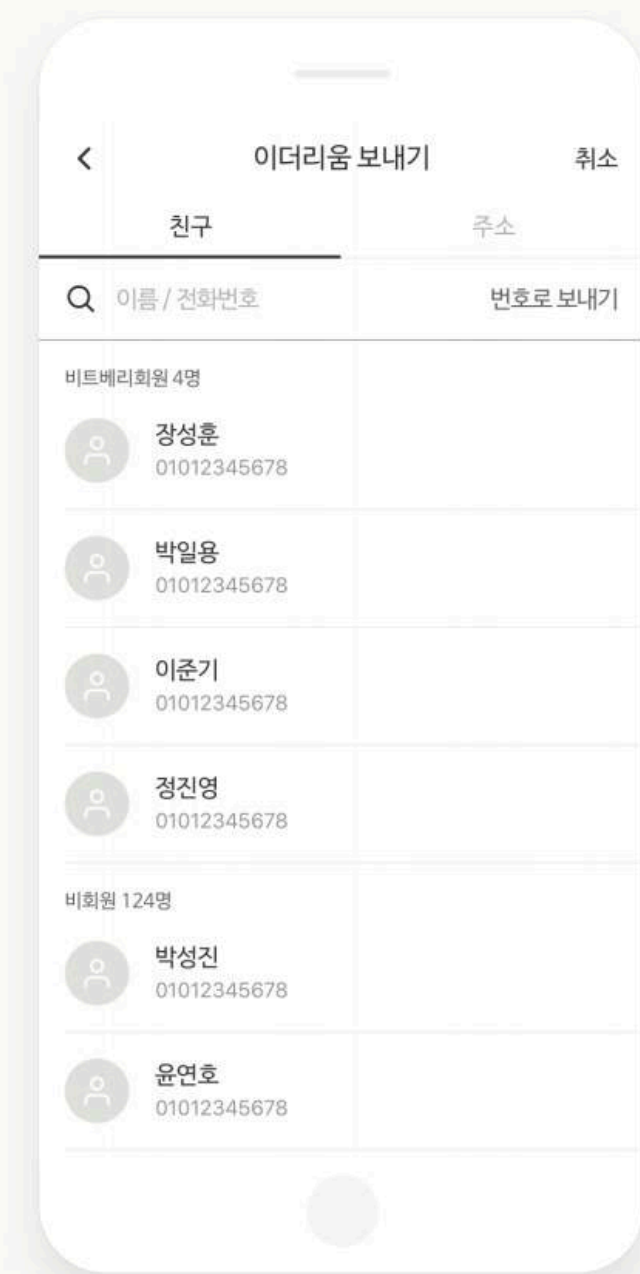 이더리움 보내기
취소
친구
주소
이름 / 전화번호
번호로 보내기
비트베리회원 4명
장성훈
01012345678
박일용
01012345678
이준기
01012345678
정진영
01012345678
비회원 124명
박성진
01012345678
윤연호
01012345678